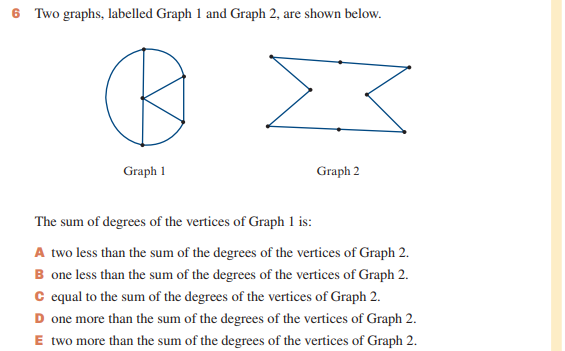 6 Two graphs, labelled Graph 1 and Graph 2, are shown below.
Graph 1
Graph 2
The sum of degrees of the vertices of Graph 1 is:
A two less than the sum of the degrees of the vertices of Graph 2.
B one less than the sum of the degrees of the vertices of Graph 2.
C equal to the sum of the degrees of the vertices of Graph 2.
D one more than the sum of the degrees of the vertices of Graph 2.
E two more than the sum of the degrees of the vertices of Graph 2.